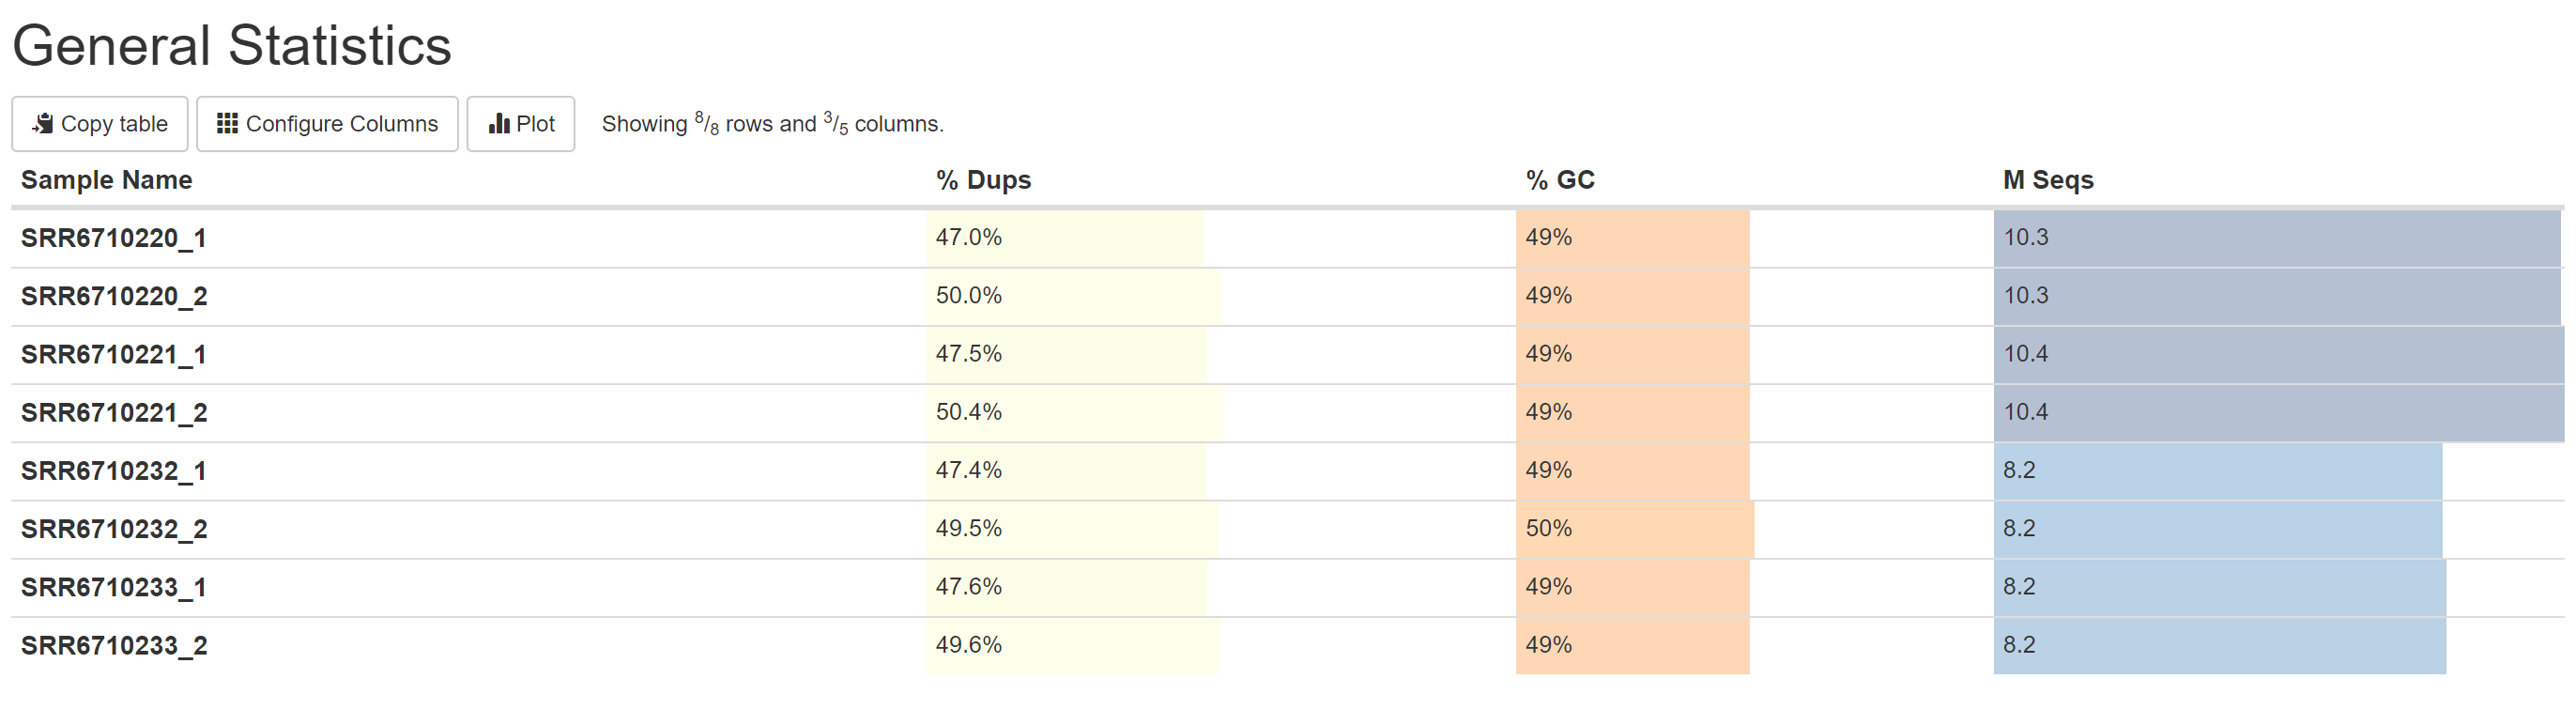 General Statistics
Copy table Configure Columns Plot Showing 8/8 rows and 3/5 columns.
Sample Name % Dups % GC M Seqs
SRR6710220_1 47.0% 49% 10.3
SRR6710220_2 50.0% 49% 10.3
SRR6710221_1 47.5% 49% 10.4
SRR6710221_2 50.4% 49% 10.4
SRR6710232_1 47.4% 49% 8.2
SRR6710232_2 49.5% 50% 8.2
SRR6710233_1 47.6% 49% 8.2
SRR6710233_2 49.6% 49% 8.2